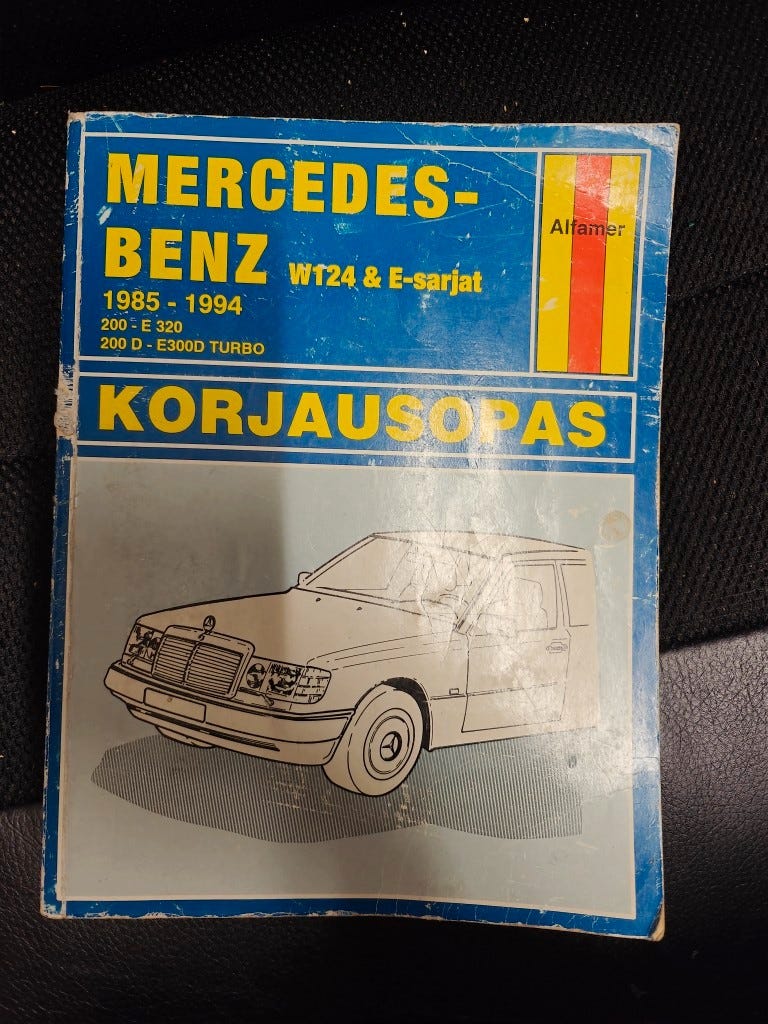 MERCEDES-
BENZ W124 & E-sarjat
1985 - 1994
200 - E 320
200 D - E300D TURBO
Alfamer
KORJAUSOPAS